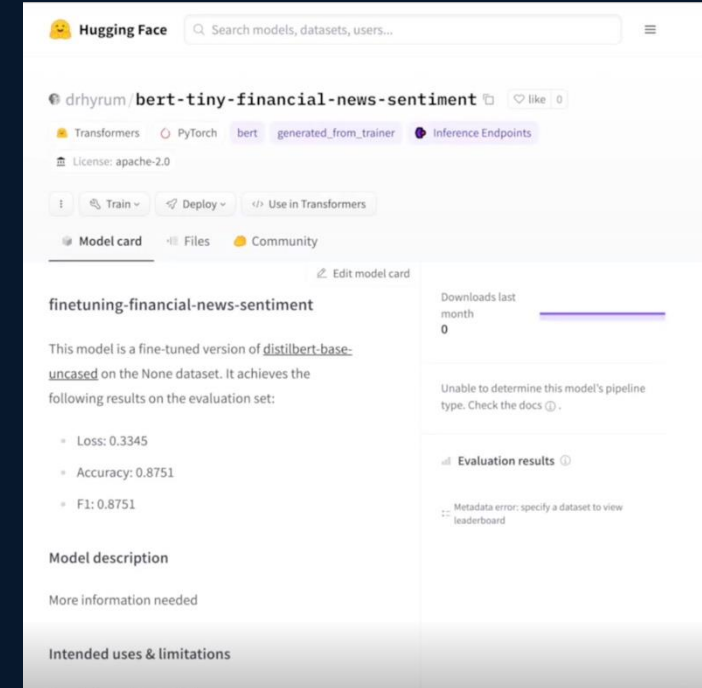 Hugging Face
Search models, datasets, users...
drhyrum/bert-tiny-financial-news-sentiment
like 0
Transformers PyTorch bert generated_from_trainer Inference Endpoints
License: apache-2.0
Train Deploy </> Use in Transformers
Model card Files Community
Edit model card
finetuning-financial-news-sentiment
This model is a fine-tuned version of distilbert-base-
uncased on the None dataset. It achieves the
following results on the evaluation set:
Loss: 0.3345
Accuracy: 0.8751
F1: 0.8751
Model description
More information needed
Intended uses & limitations
Downloads last
month
0
Unable to determine this model's pipeline
type. Check the docs ⓘ .
Evaluation results ⓘ
Metadata error: specify a dataset to view
leaderboard